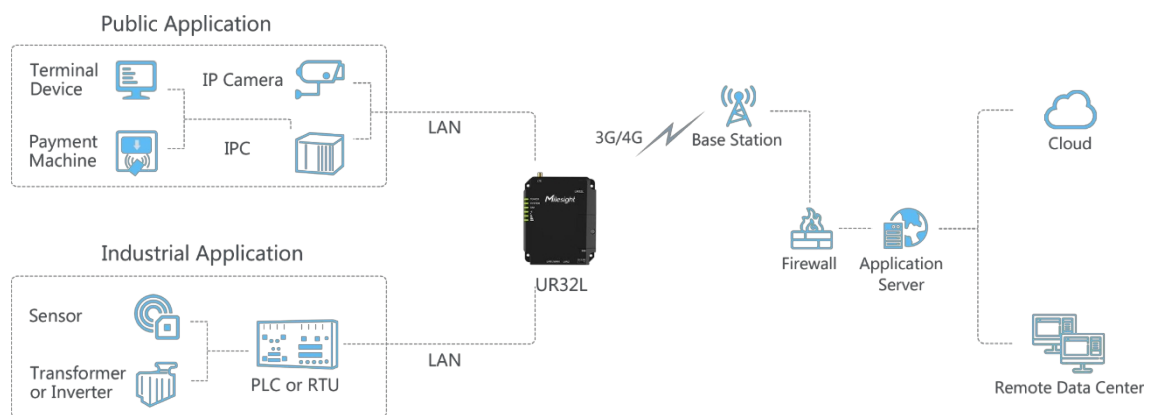 Public Application
Terminal
Device
IP Camera
Payment
Machine
IPC
LAN
3G/4G
Base Station
Cloud
Milesight
UR32L
Firewall
Application
Server
Industrial Application
Sensor
Transformer
or Inverter
PLC or RTU
LAN
Remote Data Center